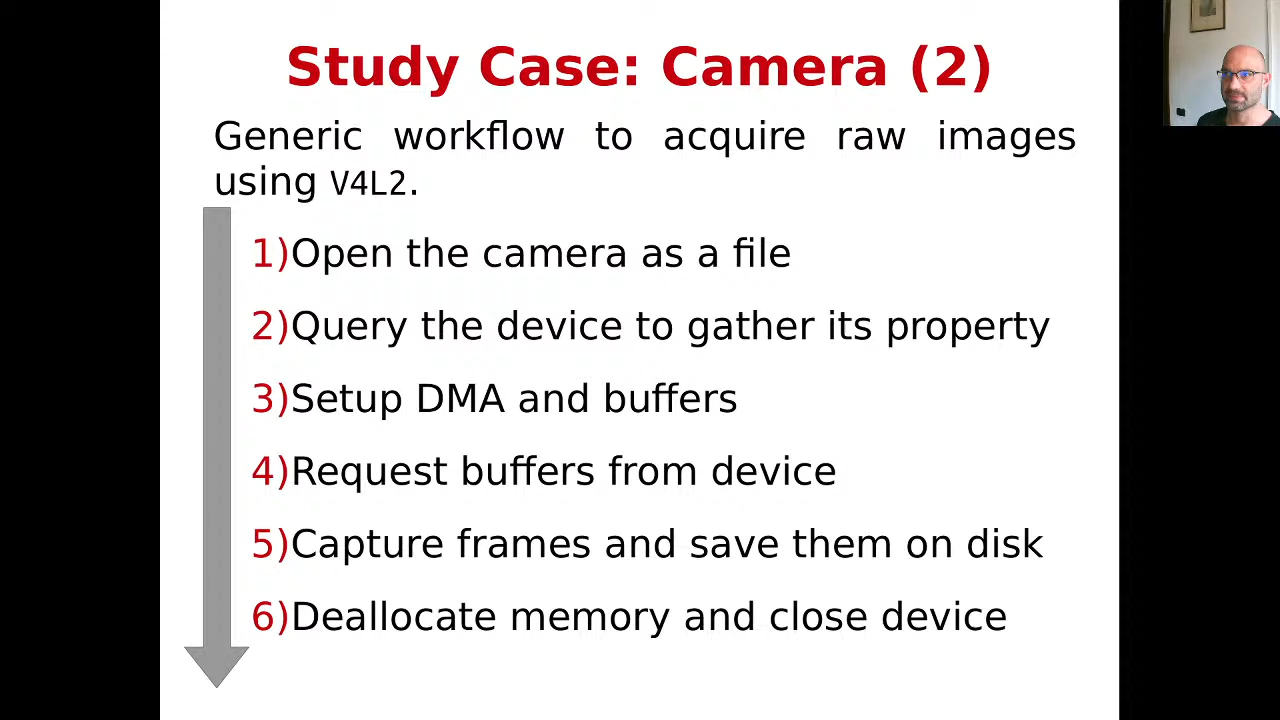 Study Case: Camera (2)
Generic workflow to acquire raw images
using V4L2.
1)Open the camera as a file
2)Query the device to gather its property
3)Setup DMA and buffers
4)Request buffers from device
5)Capture frames and save them on disk
6)Deallocate memory and close device